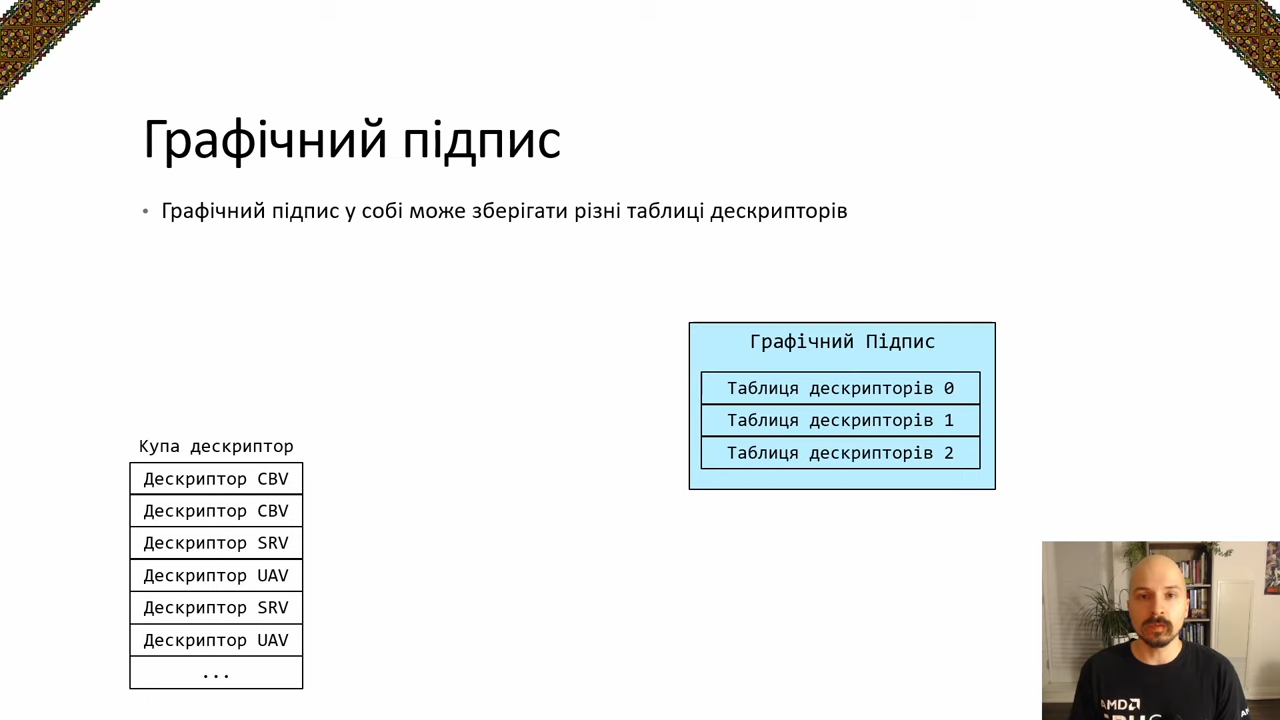 Графічний підпис
• Графічний підпис у собі може зберігати різні таблиці дескрипторів
Графічний Підпис
Таблиця дескрипторів 0
Таблиця дескрипторів 1
Таблиця дескрипторів 2
Купа дескриптор
Дескриптор CBV
Дескриптор CBV
Дескриптор SRV
Дескриптор UAV
Дескриптор SRV
Дескриптор UAV
...
AMD